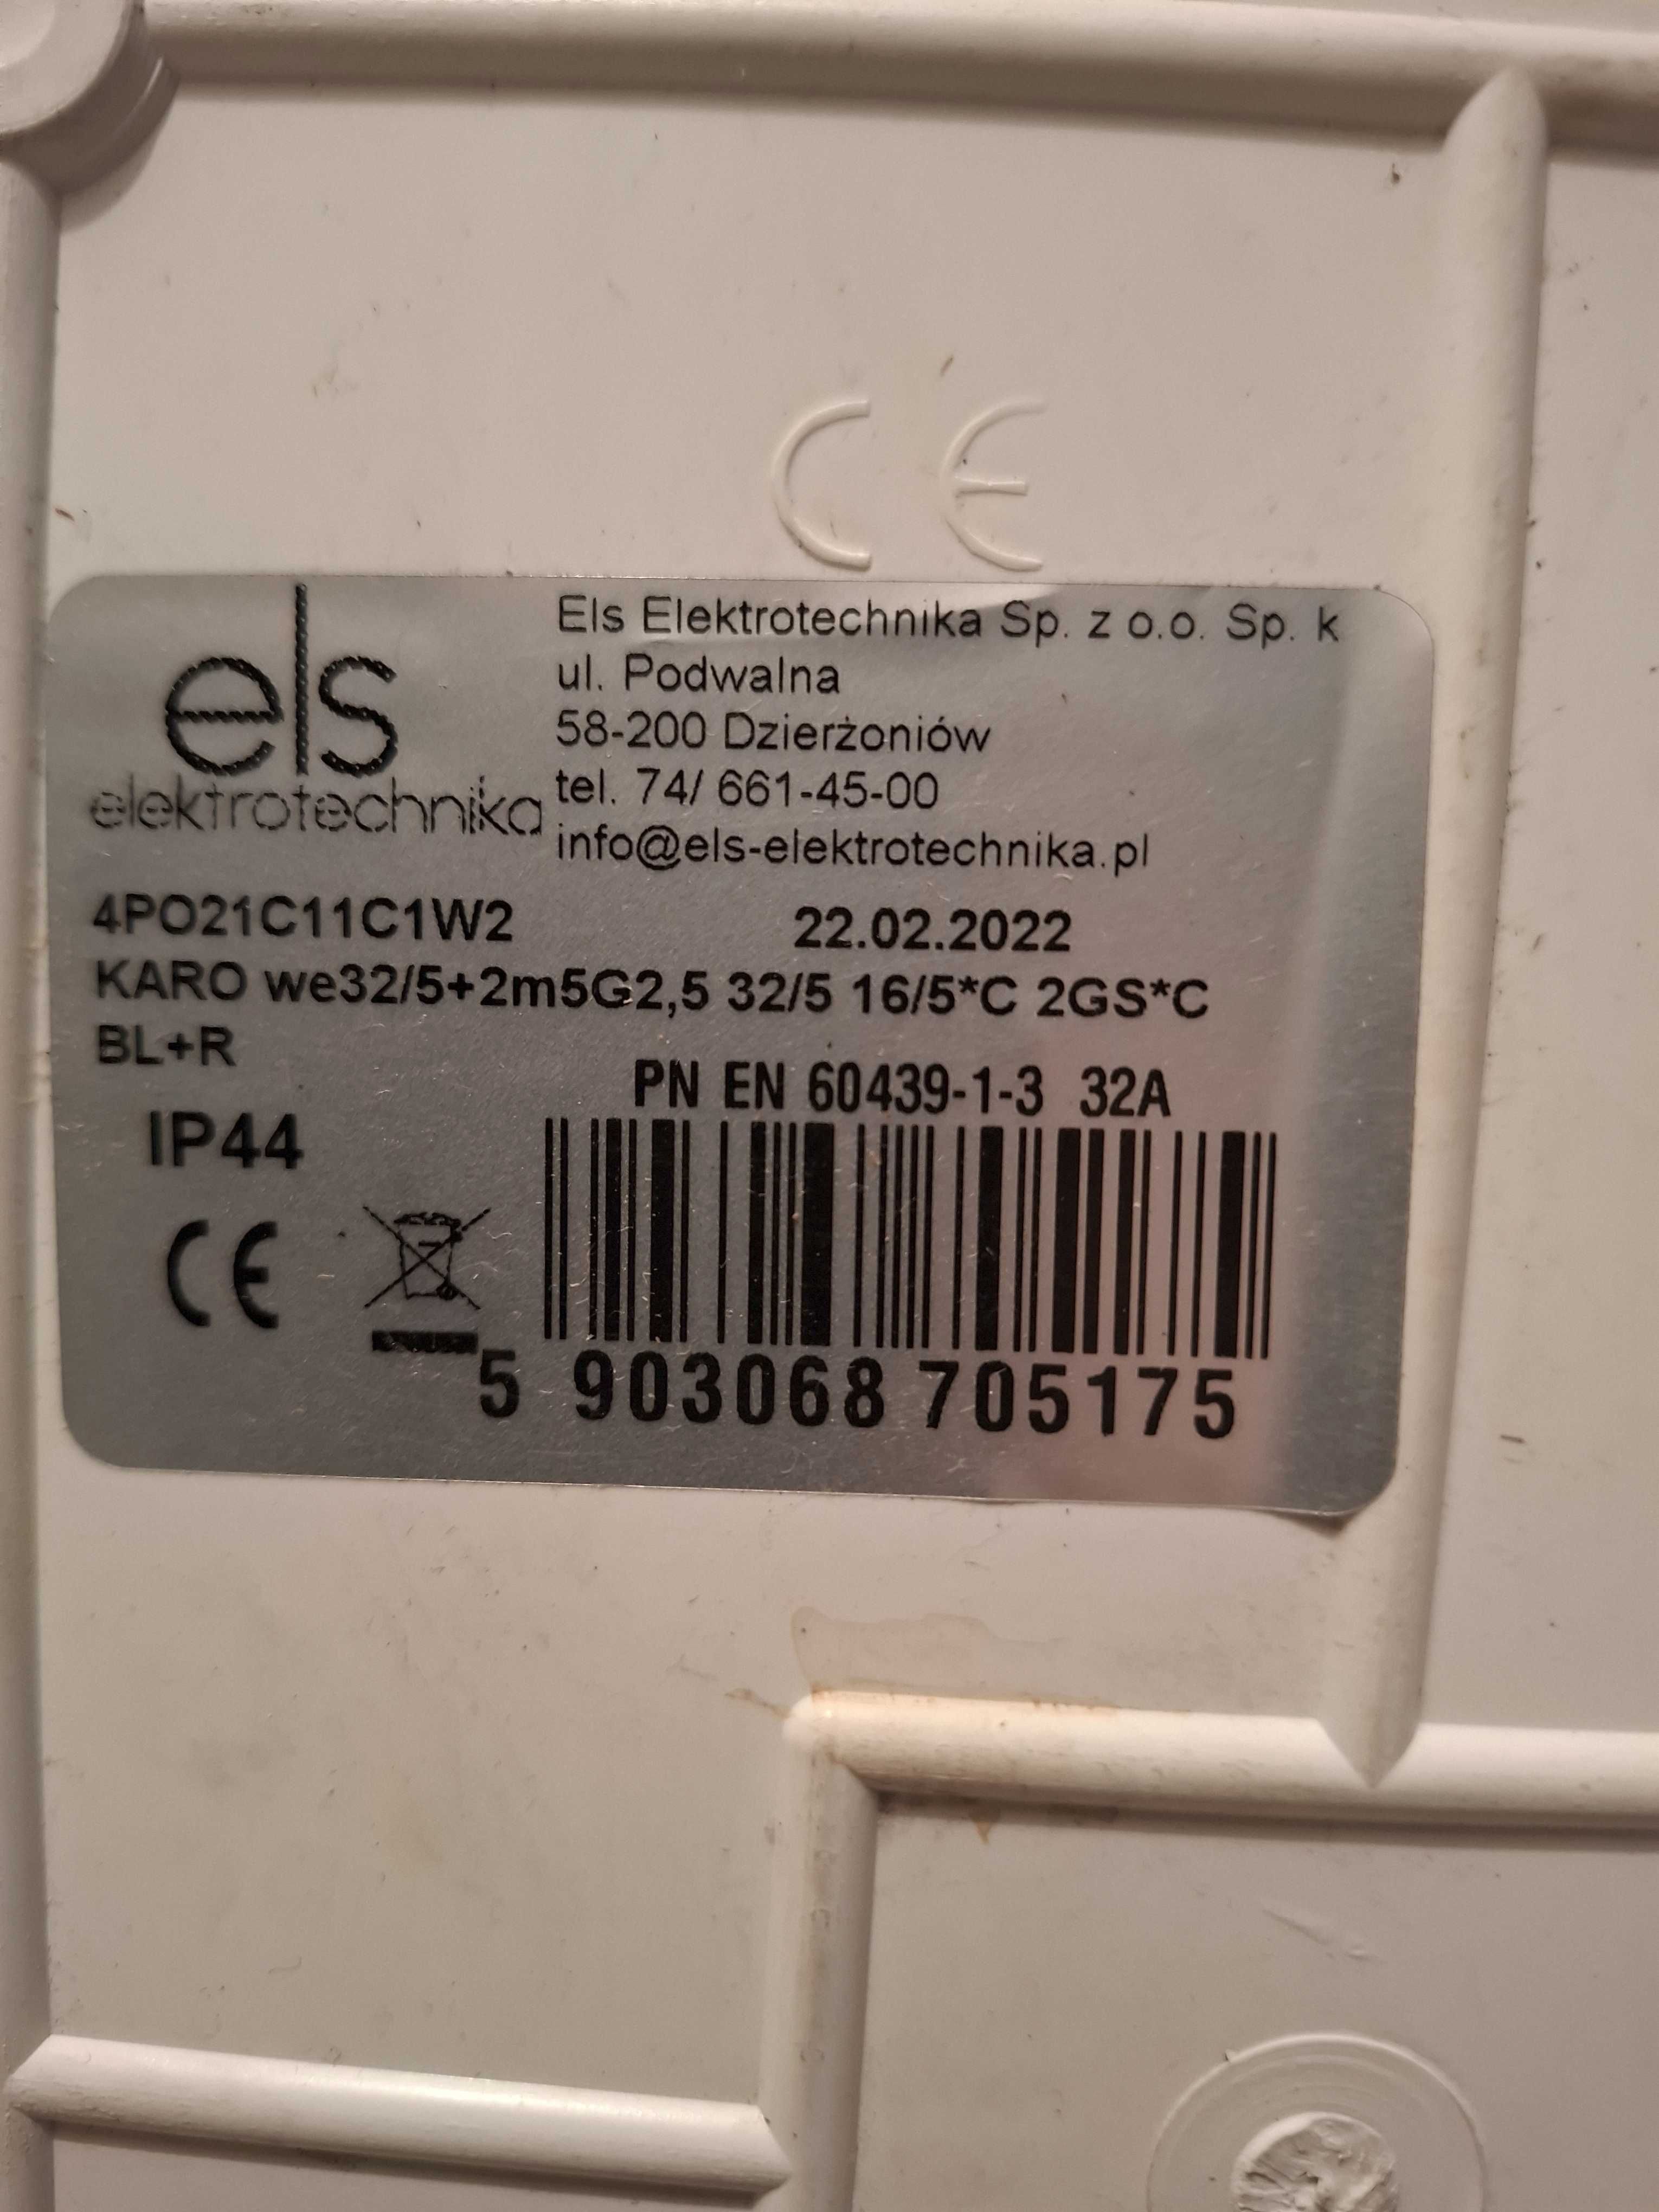 CE
els
elektrotechnika
Els Elektrotechnika Sp. z o.o. Sp. k
ul. Podwalna
58-200 Dzierżoniów
tel. 74/ 661-45-00
info@els-elektrotechnika.pl
4PO21C11C1W2 22.02.2022
KARO we32/5+2m5G2,5 32/5 16/5*C 2GS*C
BL+R
PN EN 60439-1-3 32A
IP44
CE
5 903068 705175